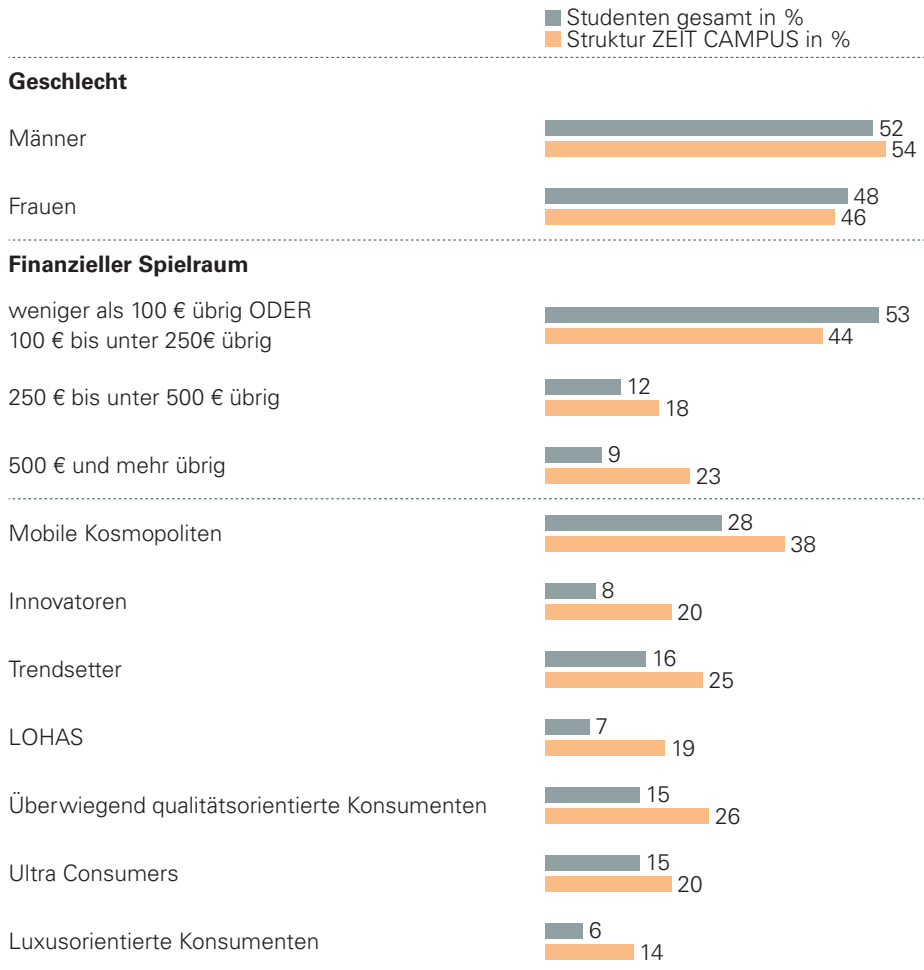 Studenten gesamt in %
Struktur ZEIT CAMPUS in %
Geschlecht
Männer
52
54
Frauen
48
46
Finanzieller Spielraum
weniger als 100 € übrig ODER
100 € bis unter 250€ übrig
53
44
250 € bis unter 500 € übrig
12
18
500 € und mehr übrig
9
23
Mobile Kosmopoliten
28
38
Innovatoren
8
20
Trendsetter
16
25
LOHAS
7
19
Überwiegend qualitätsorientierte Konsumenten
15
26
Ultra Consumers
15
20
Luxusorientierte Konsumenten
6
14